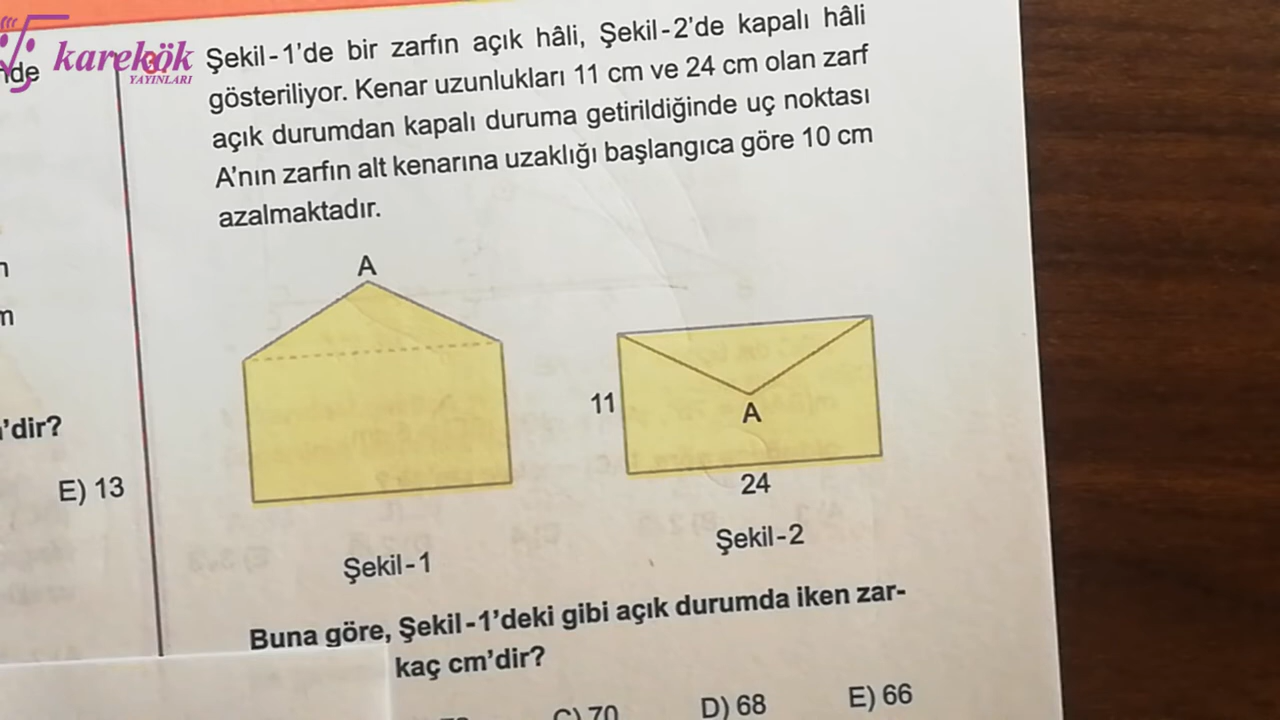 karekök
YAYINLARI
nde
3.
Şekil-1'de bir zarfın açık hâli, Şekil-2'de kapalı hâli
gösteriliyor. Kenar uzunlukları 11 cm ve 24 cm olan zarf
açık durumdan kapalı duruma getirildiğinde uç noktası
A'nın zarfın alt kenarına uzaklığı başlangıca göre 10 cm
azalmaktadır.
A
11
A
24
Şekil-1
Şekil-2
'dir?
E) 13
Buna göre, Şekil-1'deki gibi açık durumda iken zar-
kaç cm'dir?
C) 70
D) 68
E) 66